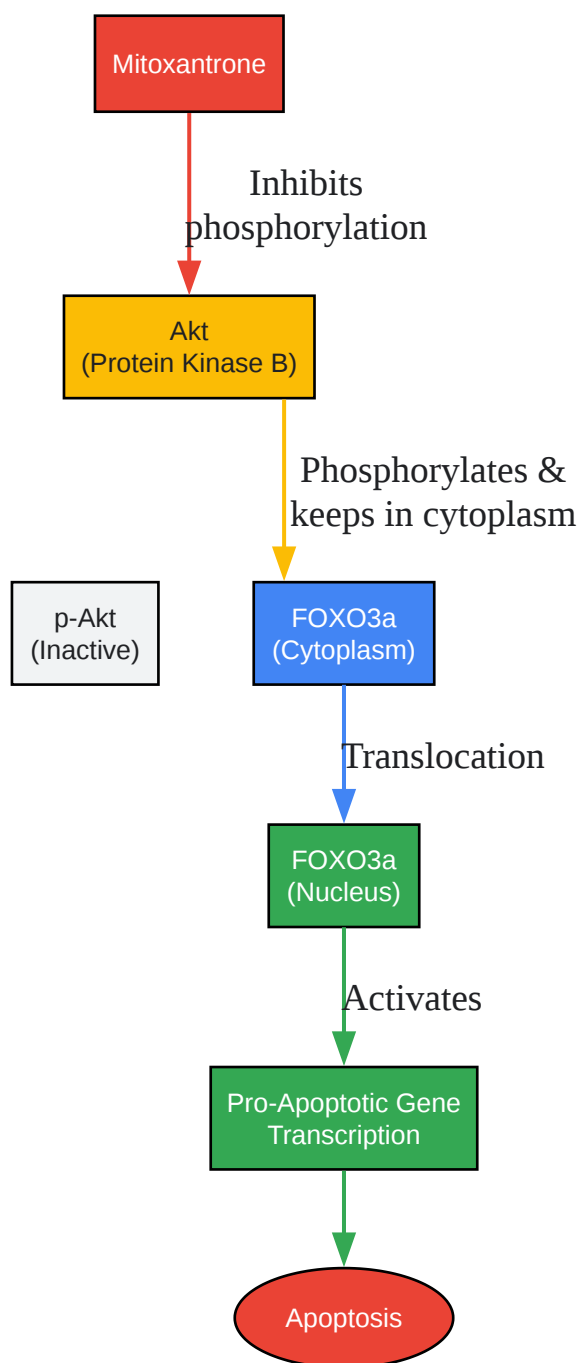 Mitoxantrone
Inhibits
phosphorylation
Akt
(Protein Kinase B)
Phosphorylates &
keeps in cytoplasm
p-Akt
(Inactive)
FOXO3a
(Cytoplasm)
Translocation
FOXO3a
(Nucleus)
Activates
Pro-Apoptotic Gene
Transcription
Apoptosis